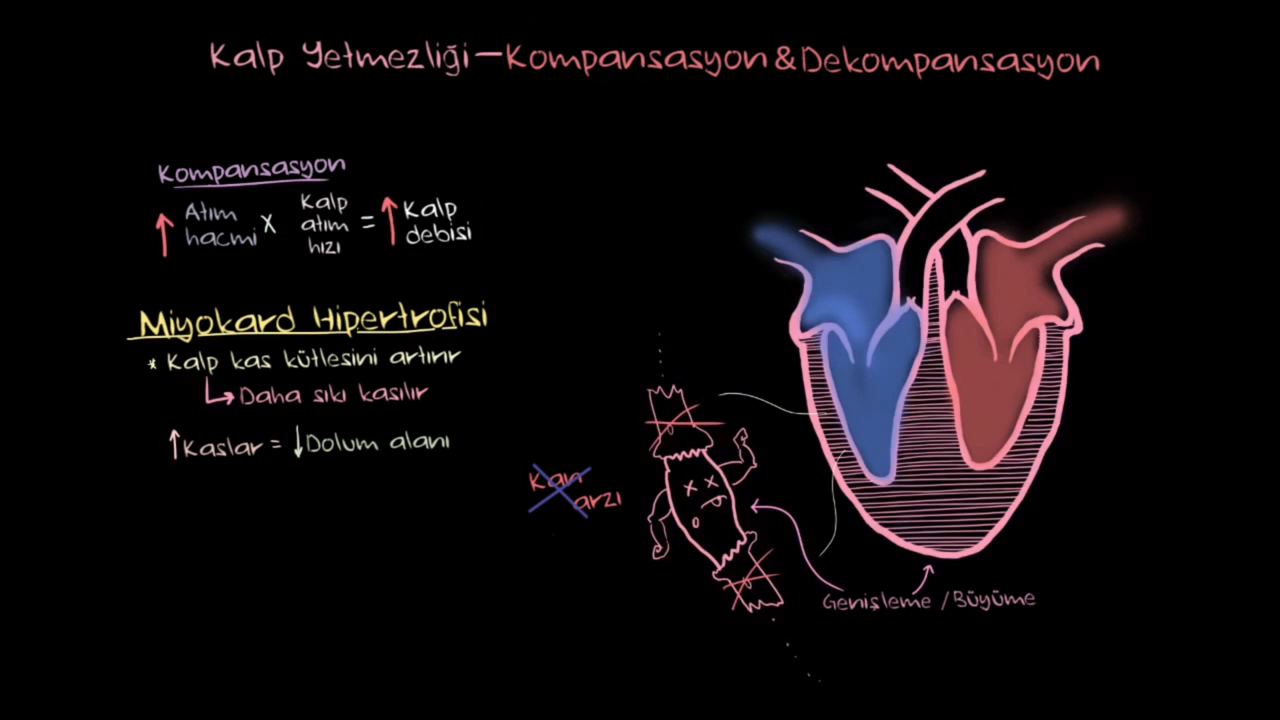 Kalp Yetmezliği—Kompansasyon&Dekompansasyon
Kompansasyon
↑ Atım hacmi x Kalp atım hızı = ↑ Kalp debisi
Miyokard Hipertrofisi
* Kalp kas kütlesini artırır
↳ Daha sıkı kasılır
↑Kaslar = ↓Dolum alanı
Kan
arzı
Genişleme /Büyüme